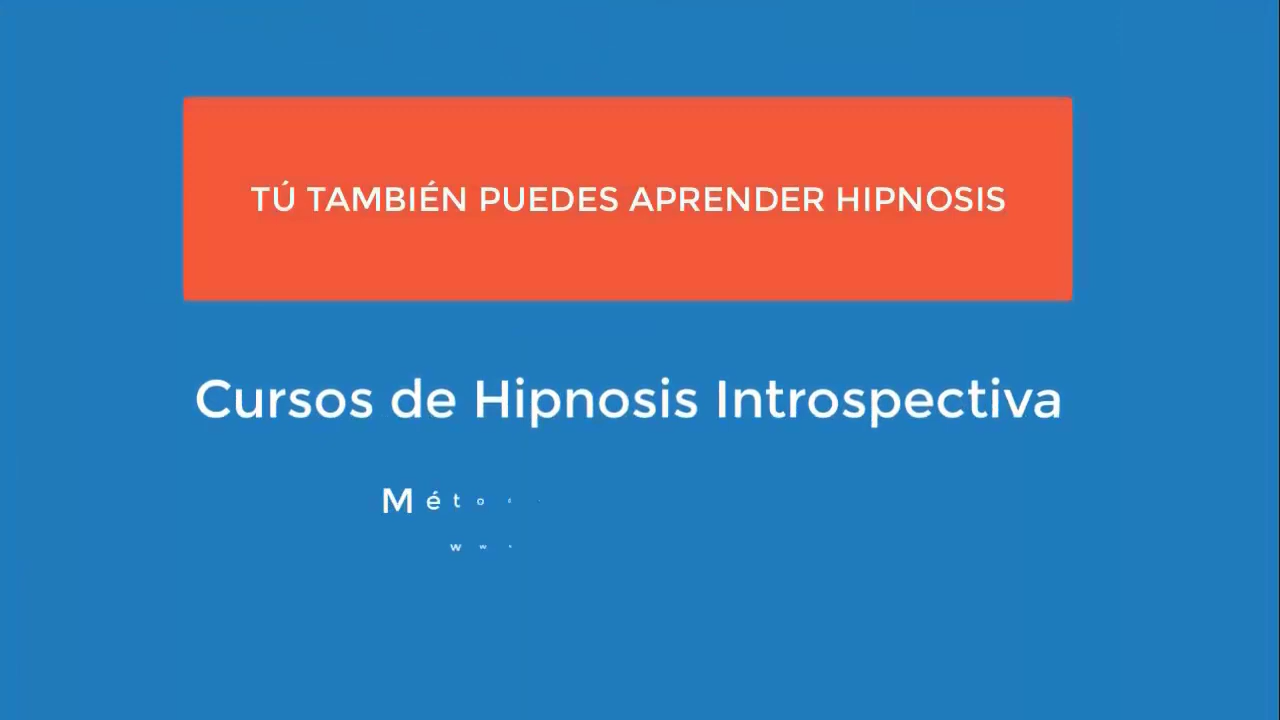 TÚ TAMBIÉN PUEDES APRENDER HIPNOSIS
Cursos de Hipnosis Introspectiva